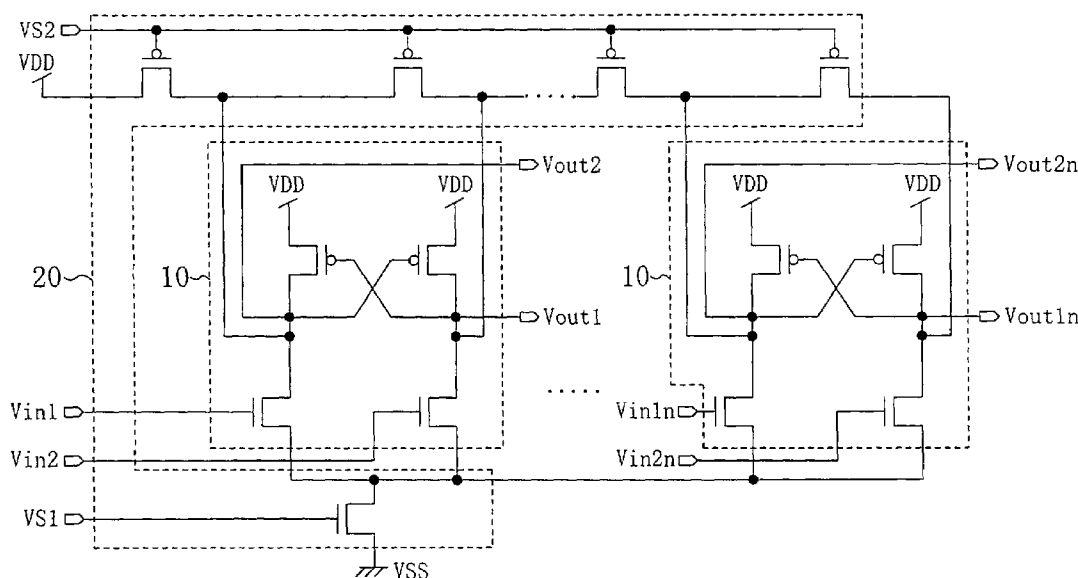 VS2
VDD
Vout2
Vout2n
VDD
VDD
VDD
VDD
20
10
10
Vout1
Vout1n
Vin1
Vin1n
Vin2
Vin2n
VS1
VSS